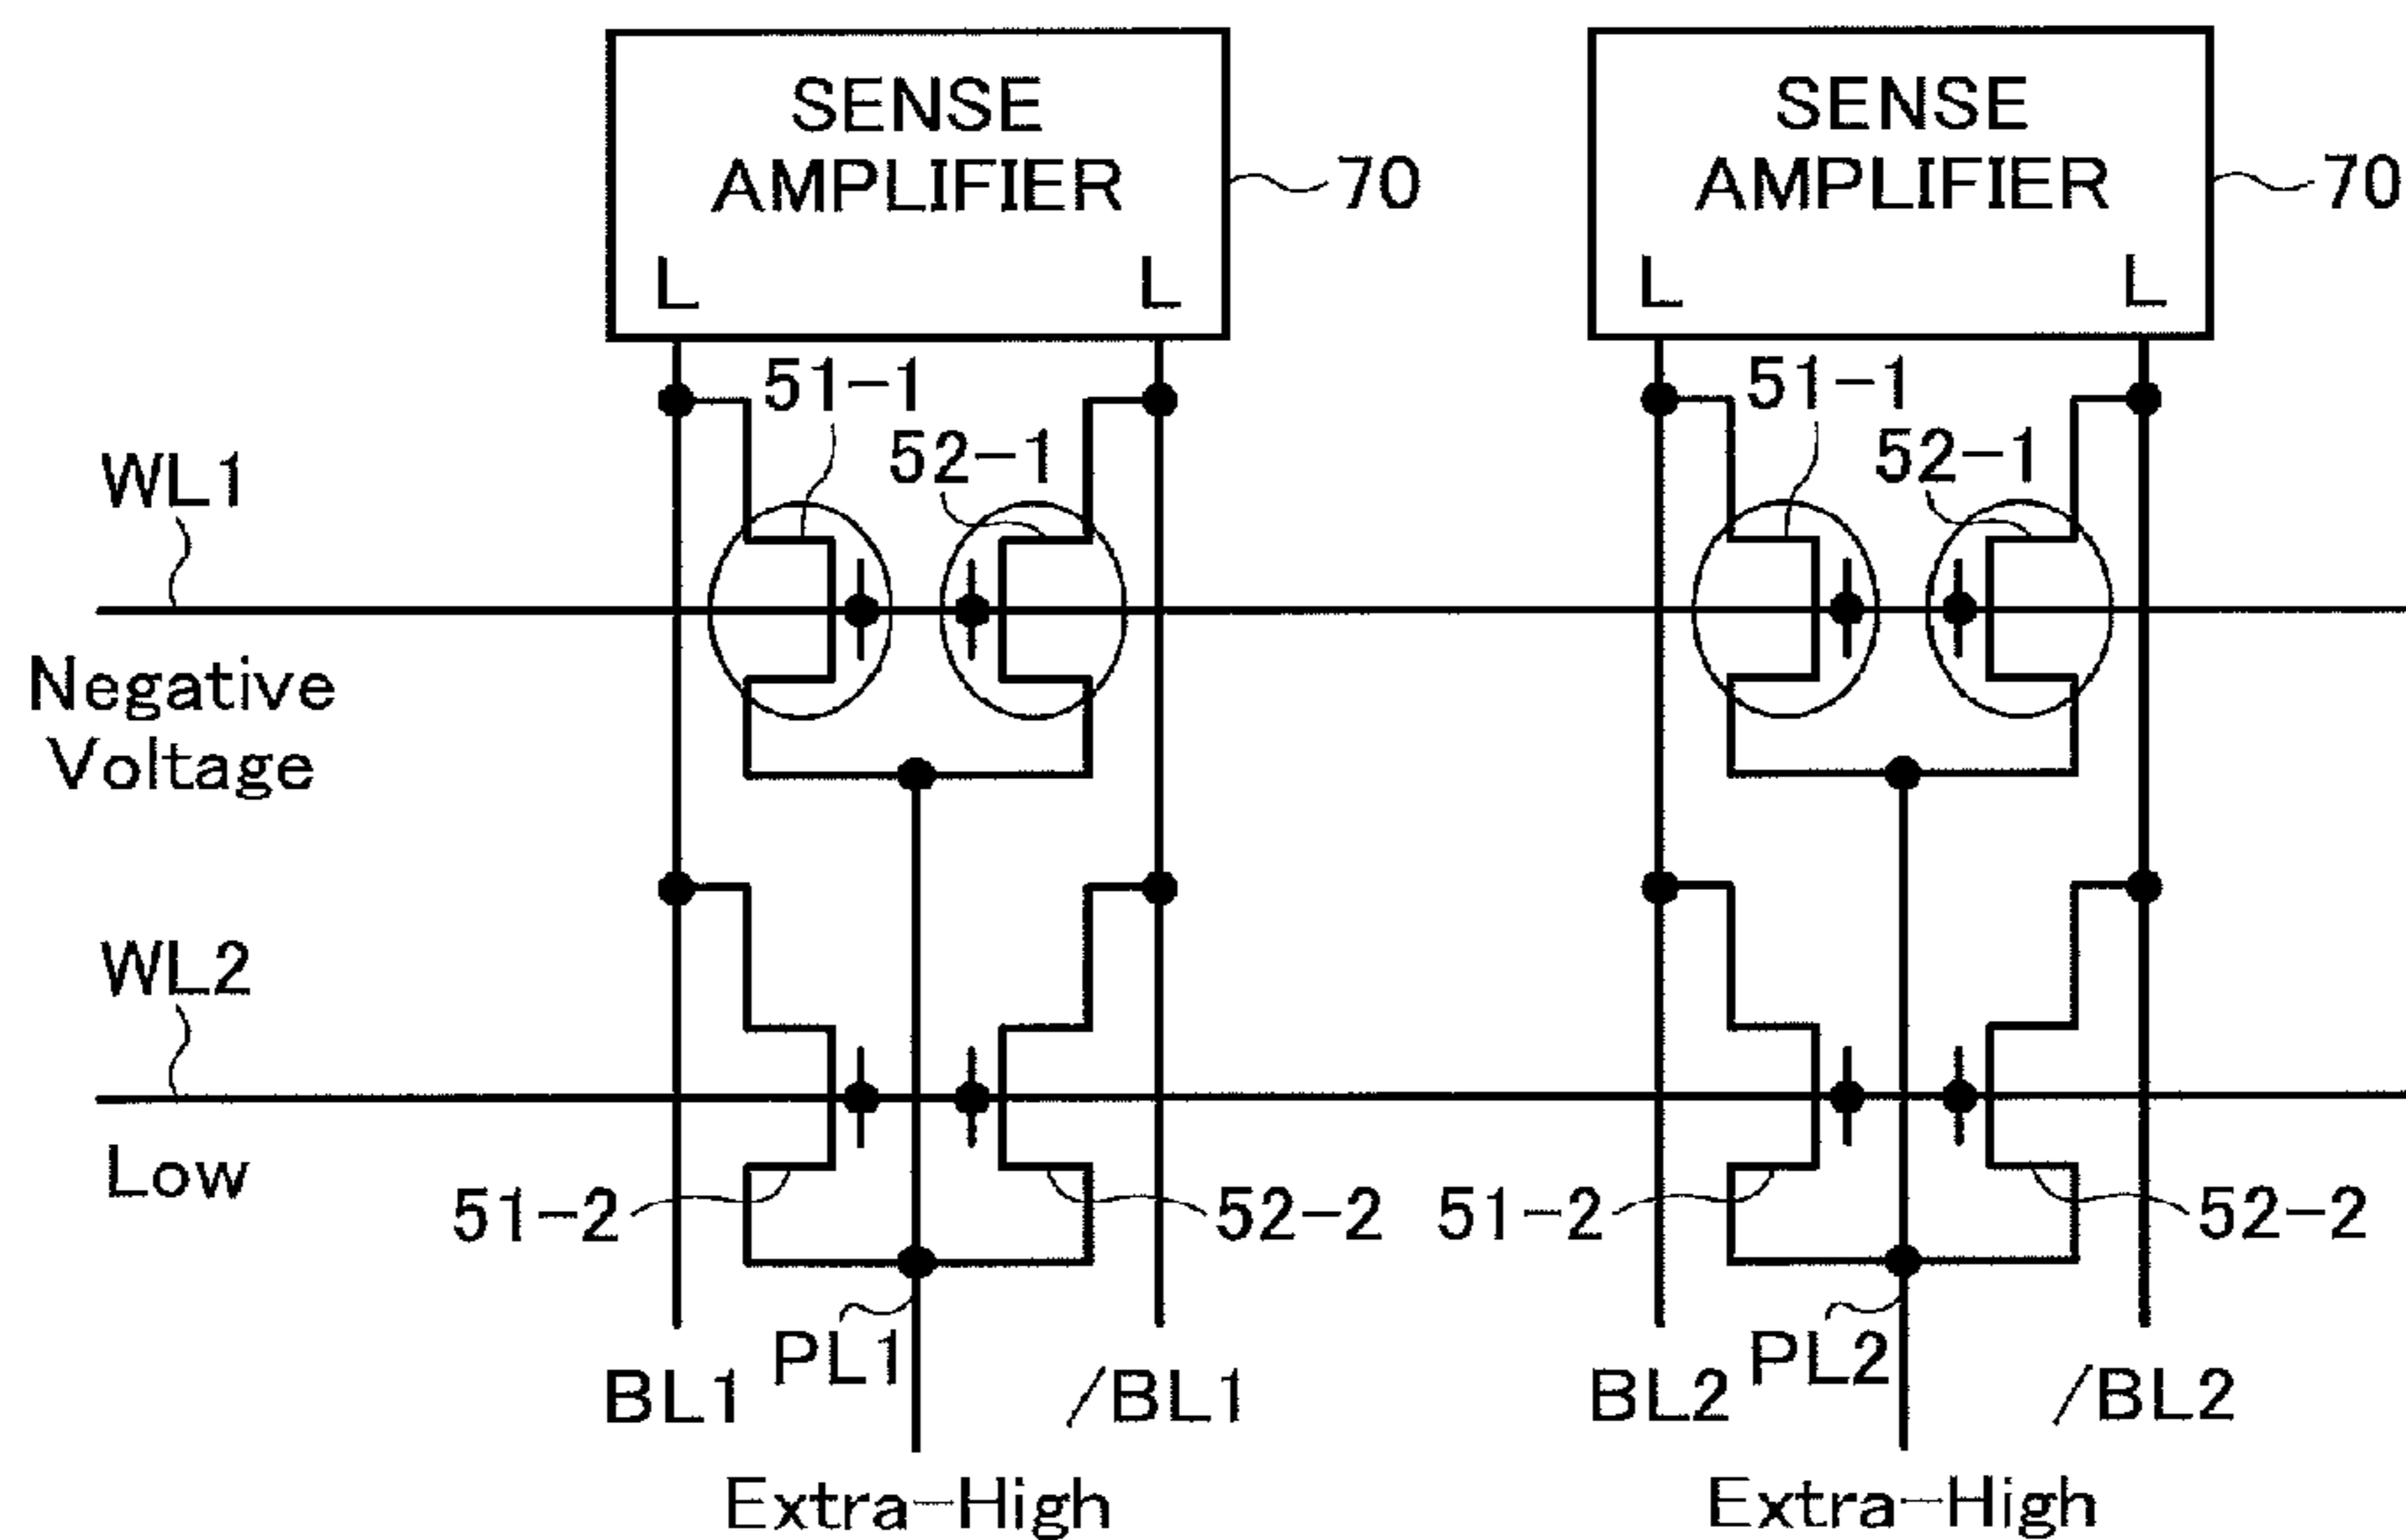 SENSE
AMPLIFIER
L L
70
SENSE
AMPLIFIER
L L
70
51-1
52-1
51-1
52-1
WL1
Negative
Voltage
WL2
Low
51-2
52-2
51-2
52-2
BL1
PL1
/BL1
BL2
PL2
/BL2
Extra-High
Extra-High